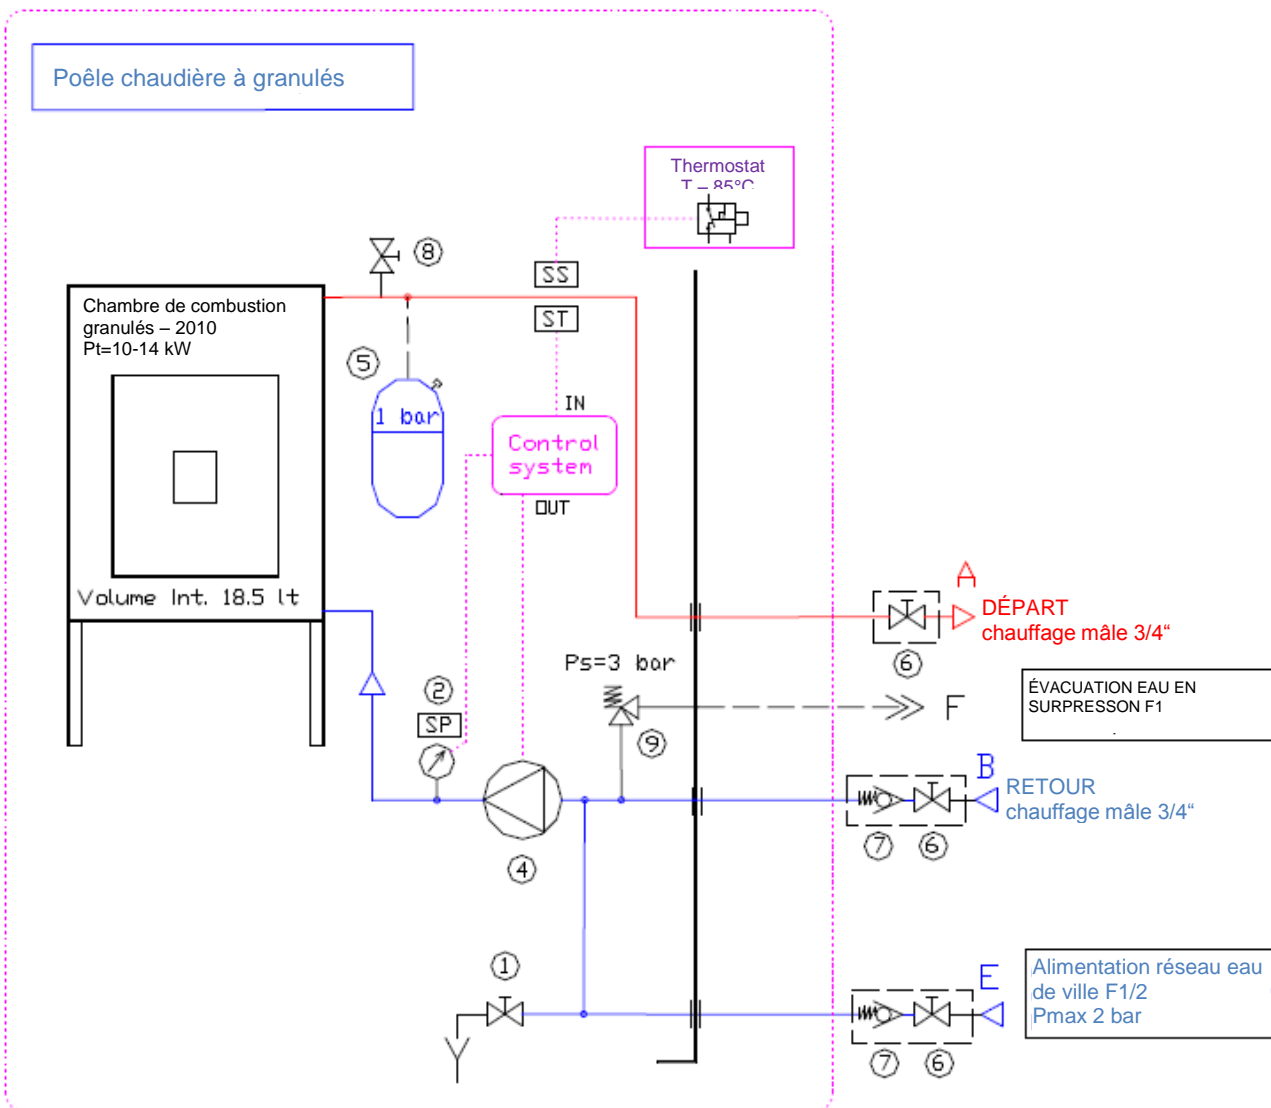 Poêle chaudière à granulés
Thermostat
T – 85°C
8
SS
Chambre de combustion
granulés – 2010
Pt=10-14 kW
ST
5
IN
1 bar
Control
system
OUT
Volume Int. 18.5 lt
A
DÉPART
chauffage mâle 3/4“
6
Ps=3 bar
2
SP
9
F
ÉVACUATION EAU EN
SURPRESSON F1
B
RETOUR
chauffage mâle 3/4“
7
6
4
1
E
Alimentation réseau eau
de ville F1/2
Pmax 2 bar
7
6